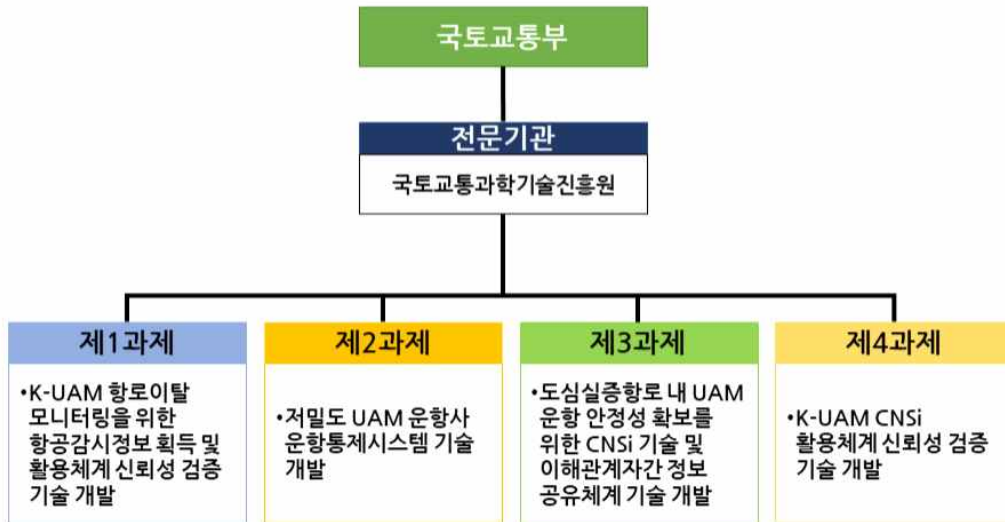 국토교통부
전문기관
국토교통과학기술진흥원
제1과제
•K-UAM 항로이탈
모니터링을 위한
항공감시정보 획득 및
활용체계 신뢰성 검증
기술 개발
제2과제
•저밀도 UAM 운항사
운항통제시스템 기술
개발
제3과제
•도심실증항로 내 UAM
운항 안정성 확보를
위한 CNSi 기술 및
이해관계자간 정보
공유체계 기술 개발
제4과제
•K-UAM CNSi
활용체계 신뢰성 검증
기술 개발